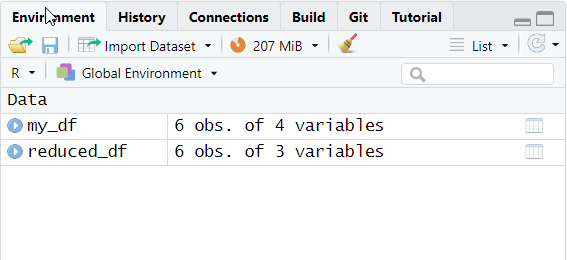 Environment History Connections Build Git Tutorial
Import Dataset 207 MiB List
R Global Environment
Data
my_df 6 obs. of 4 variables
reduced_df 6 obs. of 3 variables